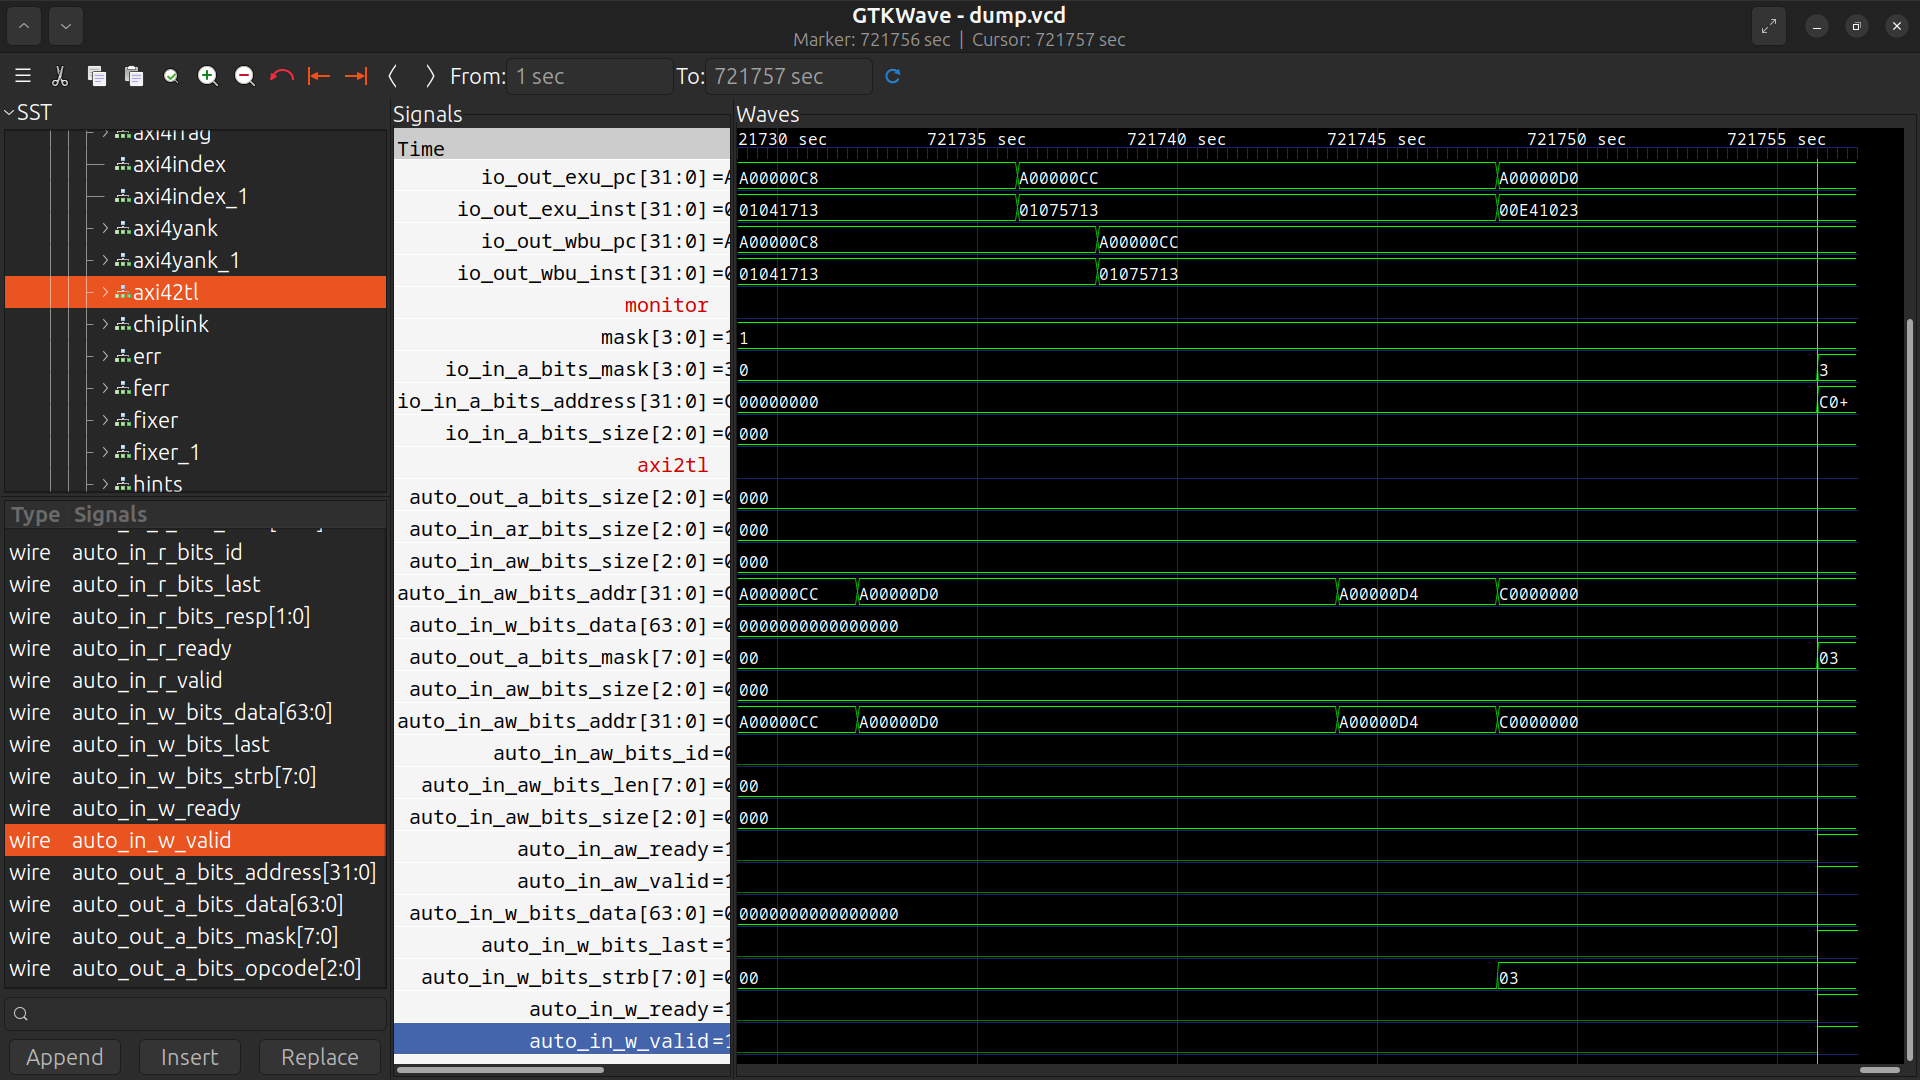 GTKWave - dump.vcd
Marker: 721756 sec | Cursor: 721757 sec
From: 1 sec To: 721757 sec
SST
axi4frag
axi4index
axi4index_1
axi4yank
axi4yank_1
axi42tl
chiplink
err
ferr
fixer
fixer_1
hints
Type Signals
wire auto_in_r_bits_id
wire auto_in_r_bits_last
wire auto_in_r_bits_resp[1:0]
wire auto_in_r_ready
wire auto_in_r_valid
wire auto_in_w_bits_data[63:0]
wire auto_in_w_bits_last
wire auto_in_w_bits_strb[7:0]
wire auto_in_w_ready
wire auto_in_w_valid
wire auto_out_a_bits_address[31:0]
wire auto_out_a_bits_data[63:0]
wire auto_out_a_bits_mask[7:0]
wire auto_out_a_bits_opcode[2:0]
Append Insert Replace
Signals
Waves
Time
21730 sec 721735 sec 721740 sec 721745 sec 721750 sec 721755 sec
io_out_exu_pc[31:0] =A A00000C8 A00000CC A00000D0
io_out_exu_inst[31:0] =0 01041713 01075713 00E41023
io_out_wbu_pc[31:0] =A A00000C8 A00000CC
io_out_wbu_inst[31:0] =0 01041713 01075713
monitor
mask[3:0] =1 1
io_in_a_bits_mask[3:0] =3 0 3
io_in_a_bits_address[31:0] =C 00000000 C0+
io_in_a_bits_size[2:0] =0 000
axi2tl
auto_out_a_bits_size[2:0] =0 000
auto_in_ar_bits_size[2:0] =0 000
auto_in_aw_bits_size[2:0] =0 000
auto_in_aw_bits_addr[31:0] =C A00000CC A00000D0 A00000D4 C0000000
auto_in_w_bits_data[63:0] =0 0000000000000000
auto_out_a_bits_mask[7:0] =0 00 03
auto_in_aw_bits_size[2:0] =0 000
auto_in_aw_bits_addr[31:0] =C A00000CC A00000D0 A00000D4 C0000000
auto_in_aw_bits_id =0
auto_in_aw_bits_len[7:0] =0 00
auto_in_aw_bits_size[2:0] =0 000
auto_in_aw_ready =1
auto_in_aw_valid =1
auto_in_w_bits_data[63:0] =0 0000000000000000
auto_in_w_bits_last =1
auto_in_w_bits_strb[7:0] =0 00 03
auto_in_w_ready =1
auto_in_w_valid =1